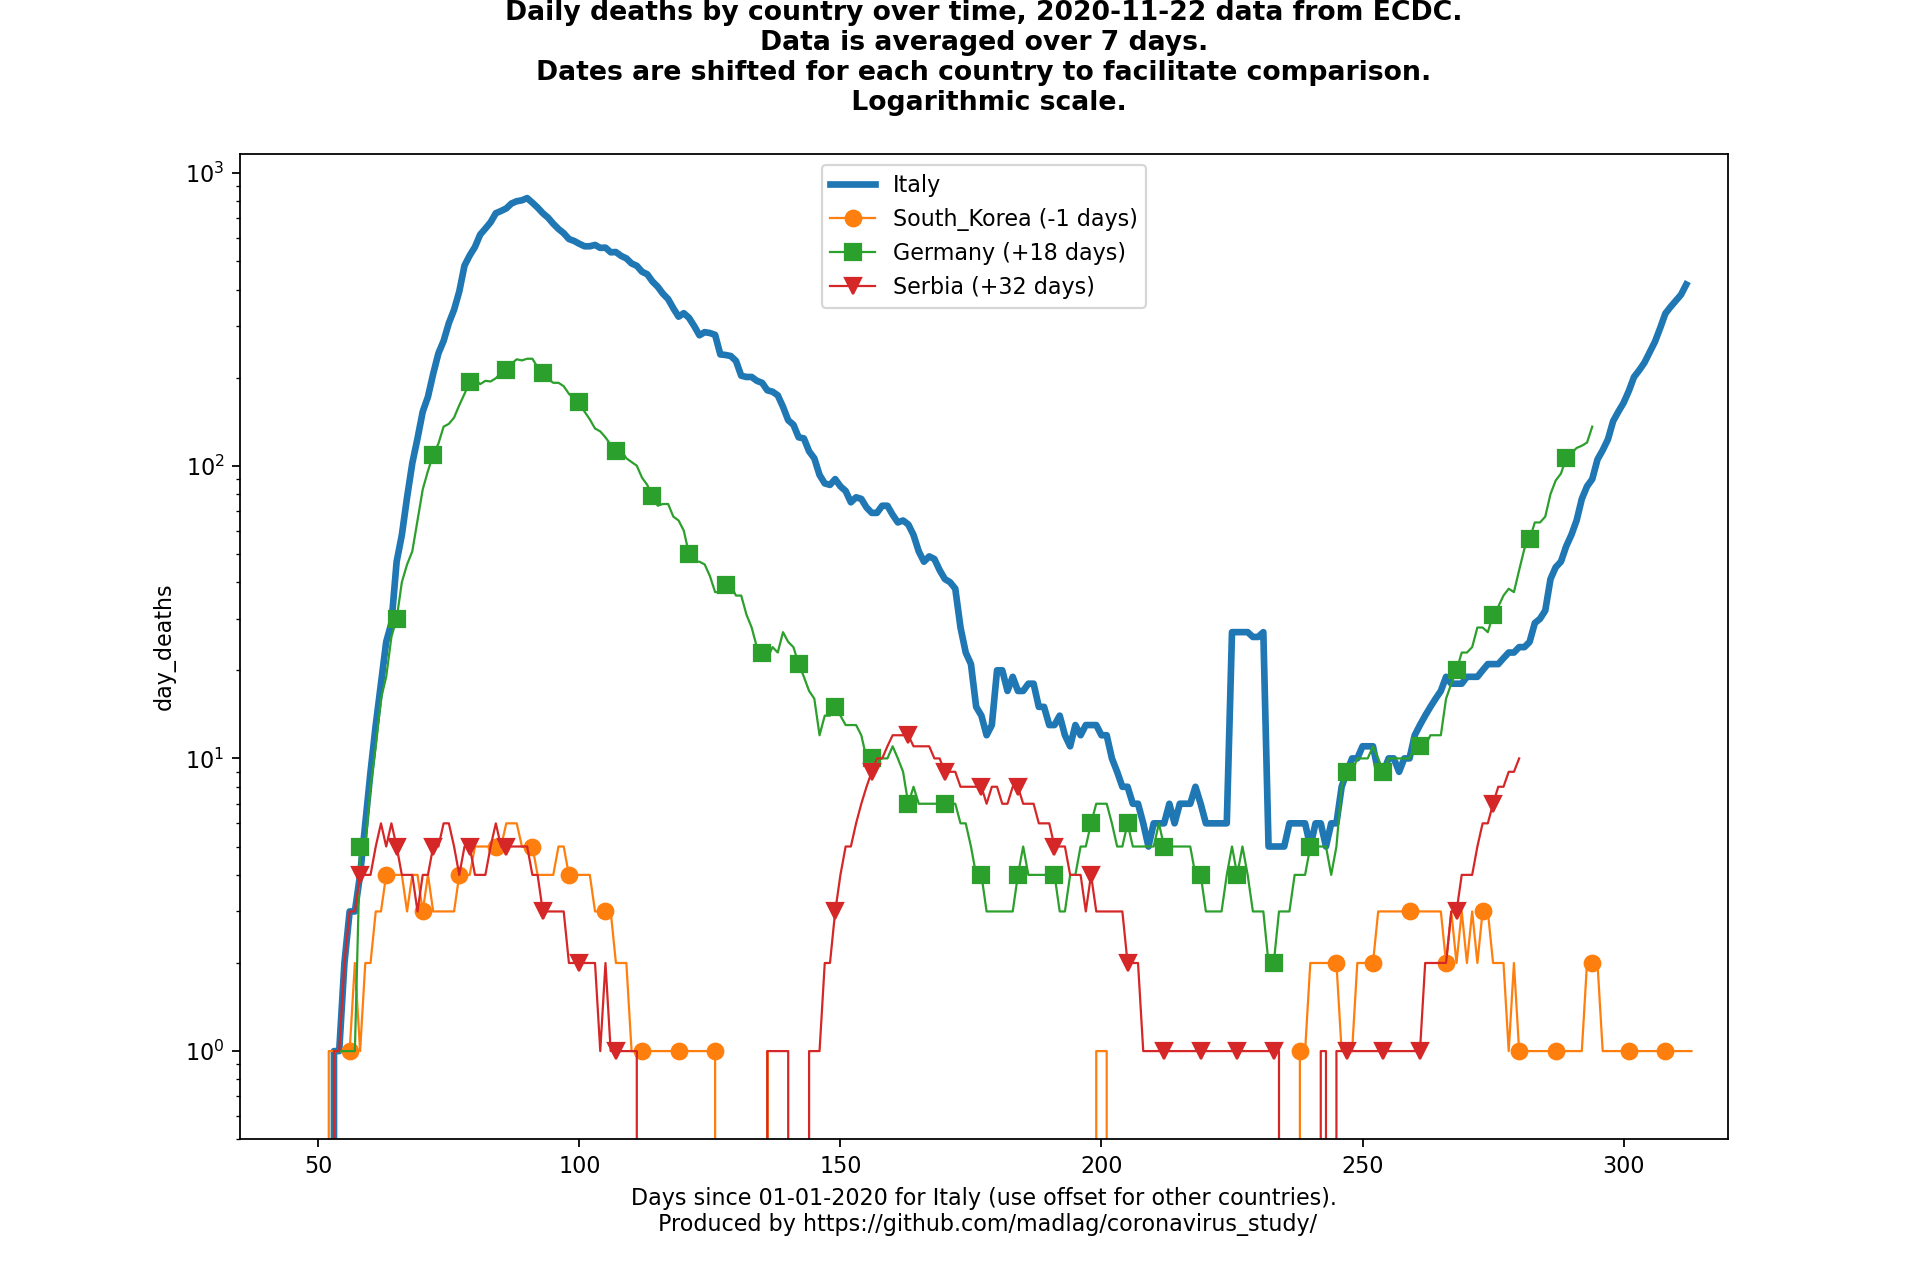 Daily deaths by country over time, 2020-11-22 data from ECDC.
Data is averaged over 7 days.
Dates are shifted for each country to facilitate comparison.
Logarithmic scale.
10³
10²
10¹
10⁰
day_deaths
Italy
South_Korea (-1 days)
Germany (+18 days)
Serbia (+32 days)
50 100 150 200 250 300
Days since 01-01-2020 for Italy (use offset for other countries).
Produced by https://github.com/madlag/coronavirus_study/